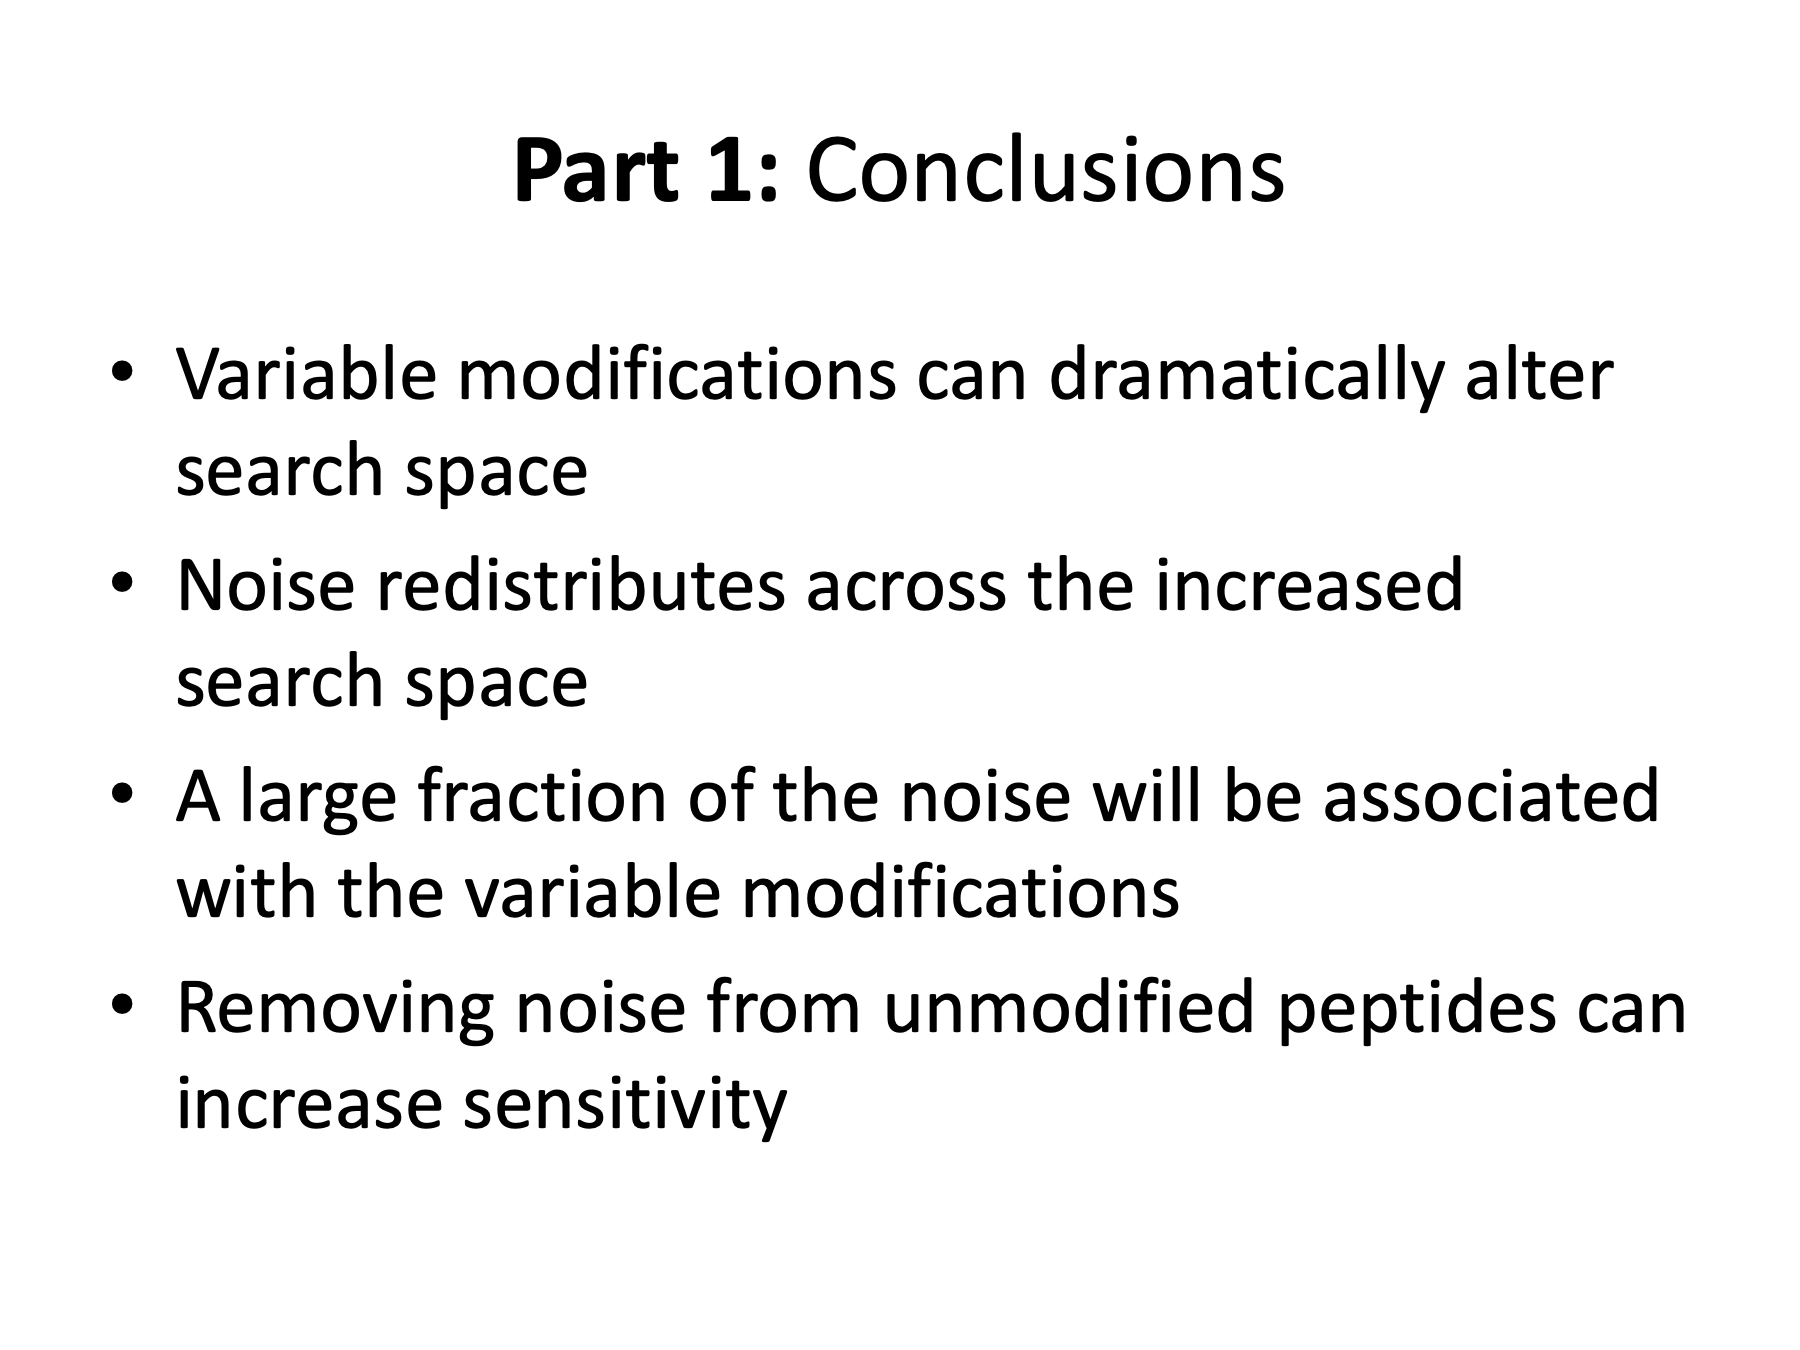 Part 1: Conclusions
• Variable modifications can dramatically alter
search space
• Noise redistributes across the increased
search space
• A large fraction of the noise will be associated
with the variable modifications
• Removing noise from unmodified peptides can
increase sensitivity